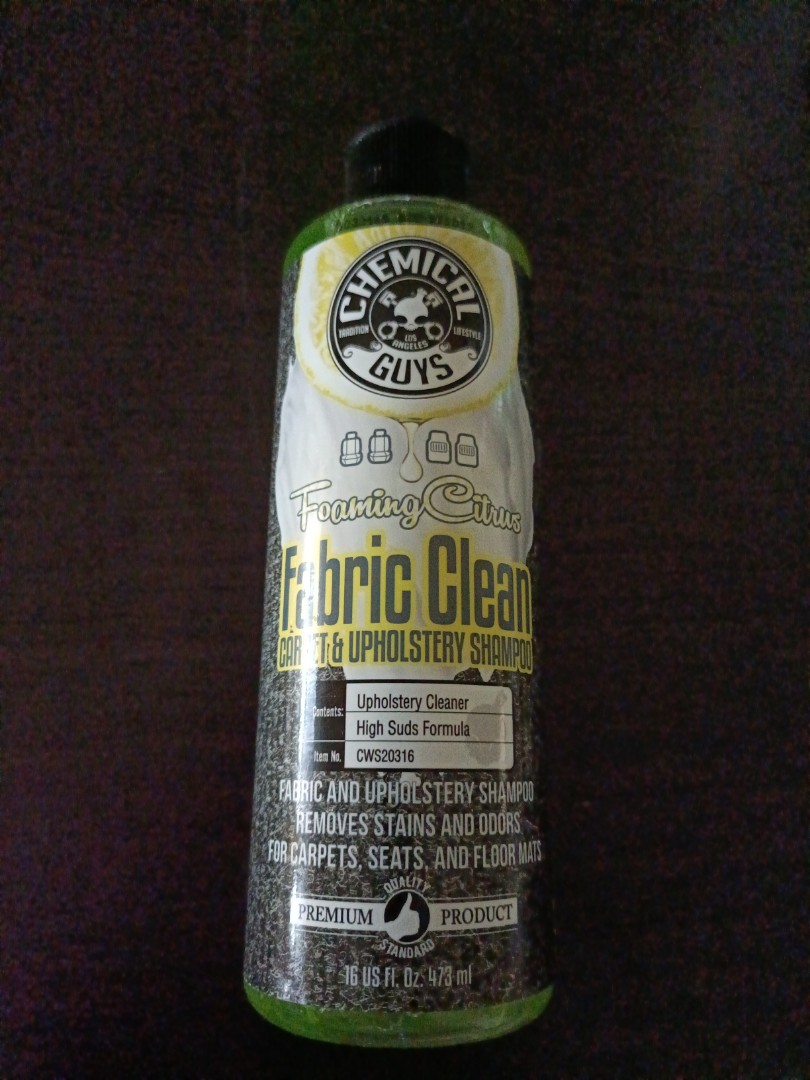 CHEMICAL
TRADITION
LIFESTYLE
LOS
ANGELES
GUYS
Foaming Citrus
Fabric Clean
CARPET & UPHOLSTERY SHAMPOO
Contents:
Upholstery Cleaner
High Suds Formula
Item No.
CWS20316
FABRIC AND UPHOLSTERY SHAMPOO
REMOVES STAINS AND ODORS
FOR CARPETS, SEATS, AND FLOOR MATS
QUALITY
PREMIUM PRODUCT
STANDARD
16 US Fl. Oz. 473 ml